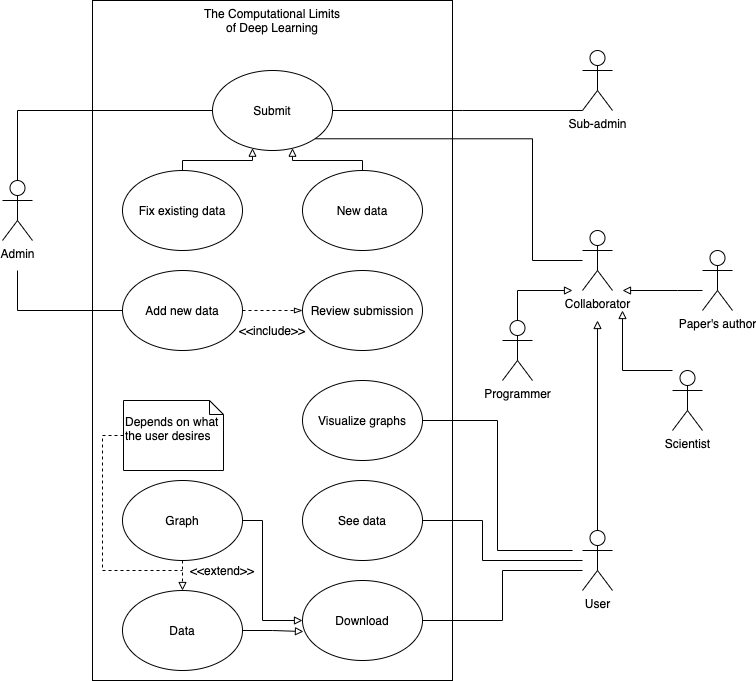 The Computational Limits
of Deep Learning
Submit
Sub-admin
Fix existing data
New data
Admin
Add new data
Review submission
<<include>>
Collaborator
Paper's author
Programmer
Scientist
Depends on what
the user desires
Visualize graphs
Graph
See data
<<extend>>
User
Data
Download